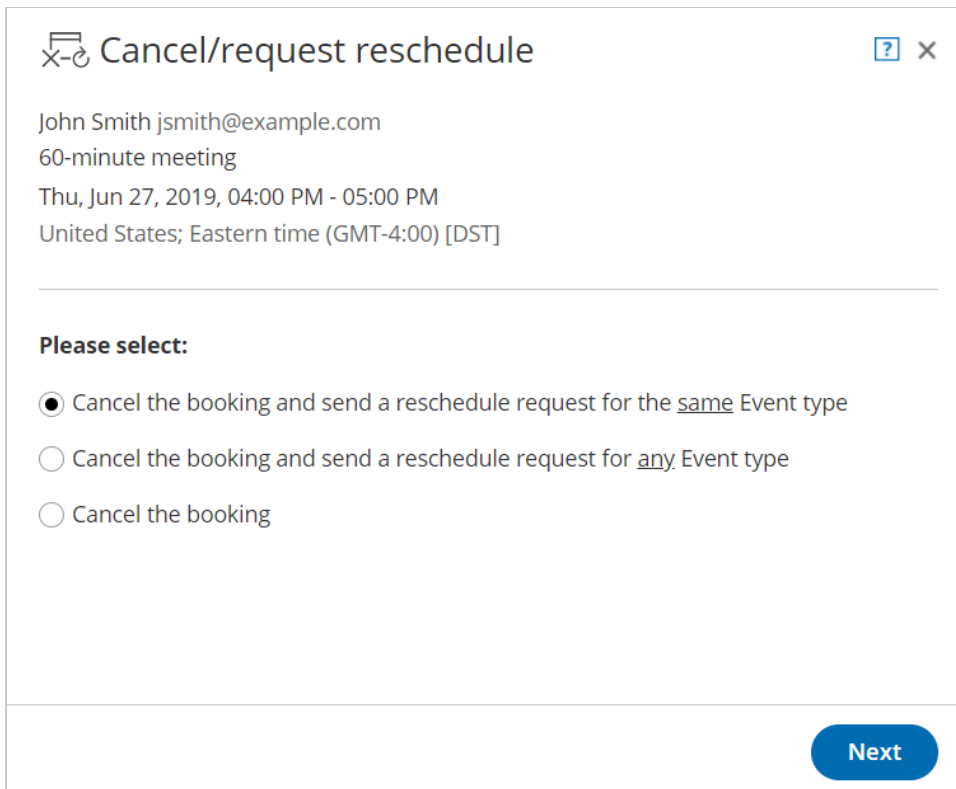 Cancel/request reschedule
?
John Smith jsmith@example.com
60-minute meeting
Thu, Jun 27, 2019, 04:00 PM - 05:00 PM
United States; Eastern time (GMT-4:00) [DST]
Please select:
Cancel the booking and send a reschedule request for the same Event type
Cancel the booking and send a reschedule request for any Event type
Cancel the booking
Next